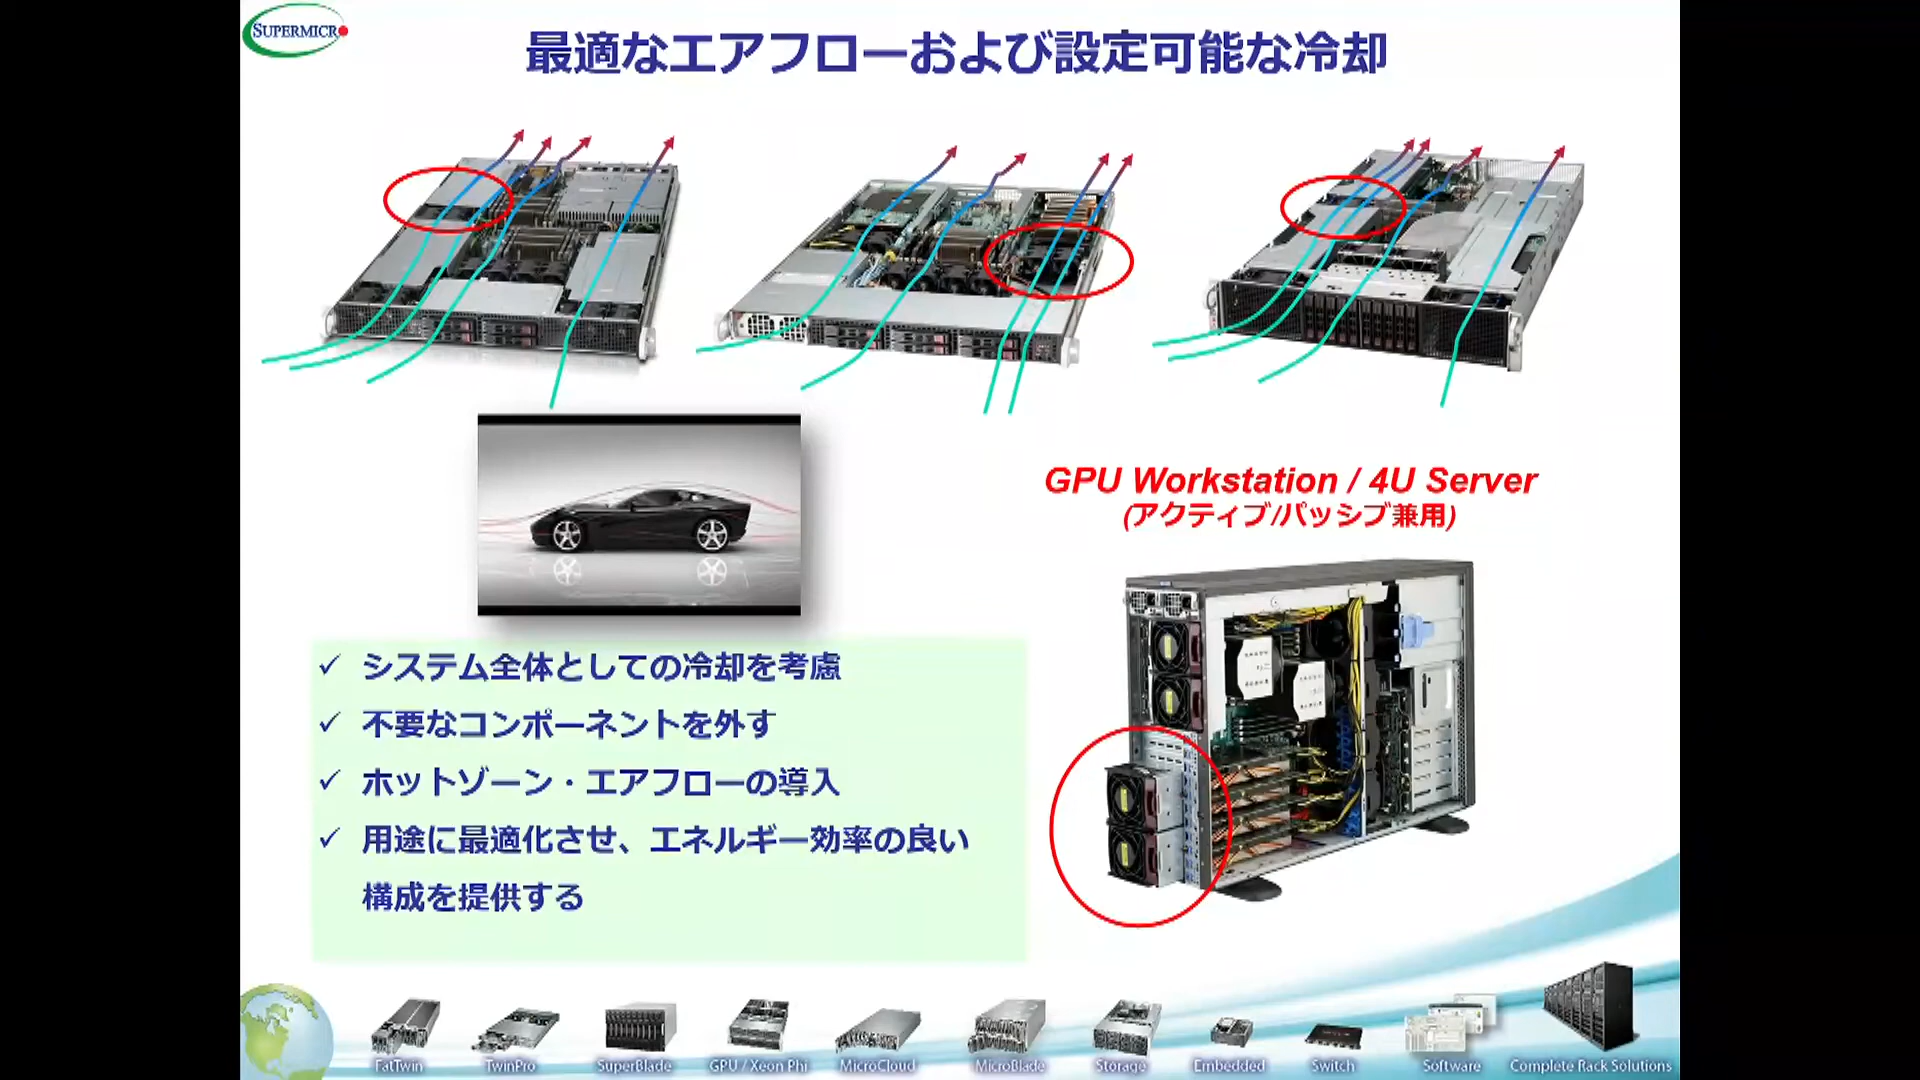 SUPERMICRO
最適なエアフローおよび設定可能な冷却
GPU Workstation / 4U Server
(アクティブ/パッシブ兼用)
✓ システム全体としての冷却を考慮
✓ 不要なコンポーネントを外す
✓ ホットゾーン・エアフローの導入
✓ 用途に最適化させ、エネルギー効率の良い
構成を提供する
FatTwin TwinPro SuperBlade GPU / Xeon Phi MicroCloud MicroBlade Storage Embedded Switch Software Complete Rack Solutions